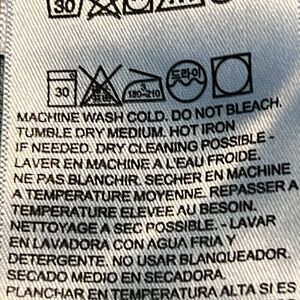 30
30 3 180~210 드라이
MACHINE WASH COLD. DO NOT BLEACH.
TUMBLE DRY MEDIUM. HOT IRON
IF NEEDED. DRY CLEANING POSSIBLE -
LAVER EN MACHINE A L'EAU FROIDE.
NE PAS BLANCHIR. SECHER EN MACHINE
A TEMPERATURE MOYENNE. REPASSER A
TEMPERATURE ELEVEE AU BESOIN.
NETTOYAGE A SEC POSSIBLE. - LAVAR
EN LAVADORA CON AGUA FRIA Y
DETERGENTE. NO USAR BLANQUEADOR.
SECADO MEDIO EN SECADORA.
PLANCHAR EN TEMPERATURA ALTA SI ES